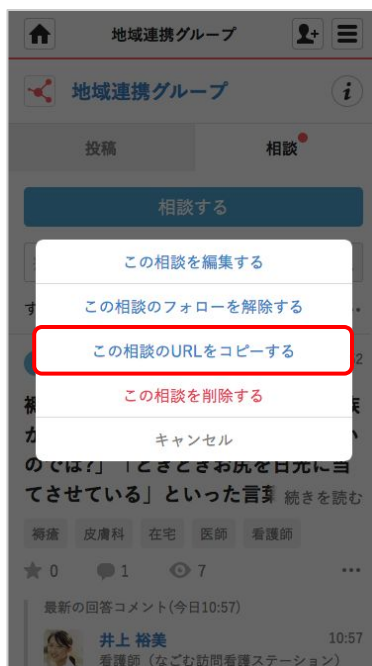 地域連携グループ
地域連携グループ
i
投稿
相談
相談する
この相談を編集する
す
この相談のフォローを解除する
この相談のURLをコピーする
この相談を削除する
キャンセル
のでは?」「ときどきお尻を日光に当
てさせている」といった言葉 続きを読む
褥瘡 皮膚科 在宅 医師 看護師
0 1 7
最新の回答コメント(今日10:57)
井上 裕美 10:57
看護師（なごむ訪問看護ステーション）